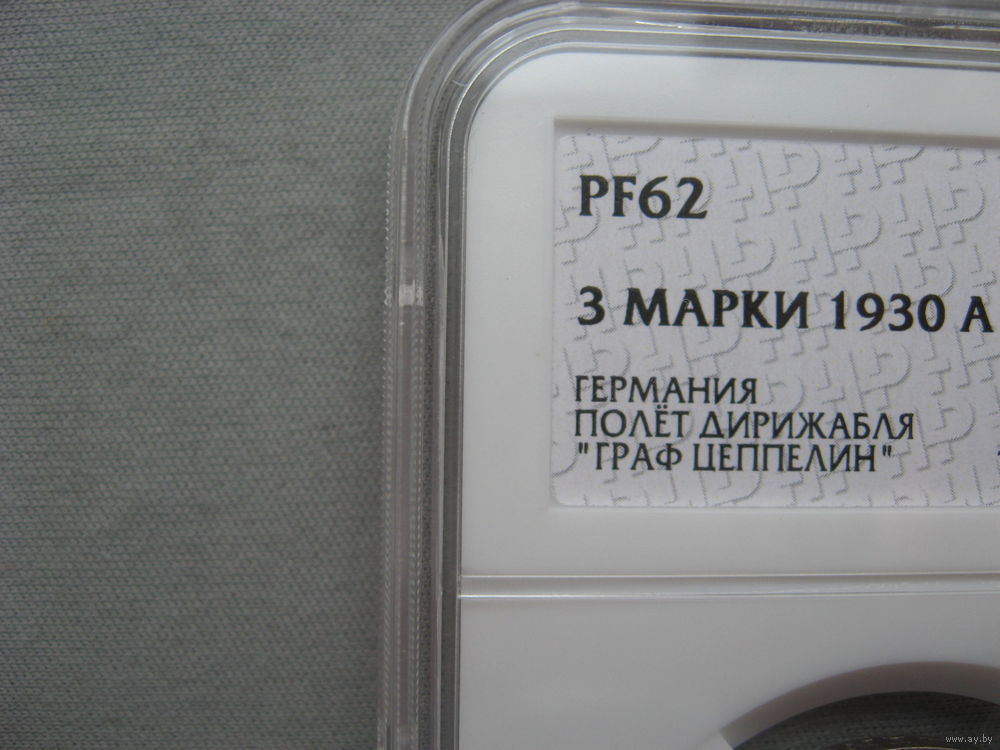 PF62
3 МАРКИ 1930 А
ГЕРМАНИЯ
ПОЛЁТ ДИРИЖАБЛЯ
"ГРАФ ЦЕППЕЛИН"
www.ay.by